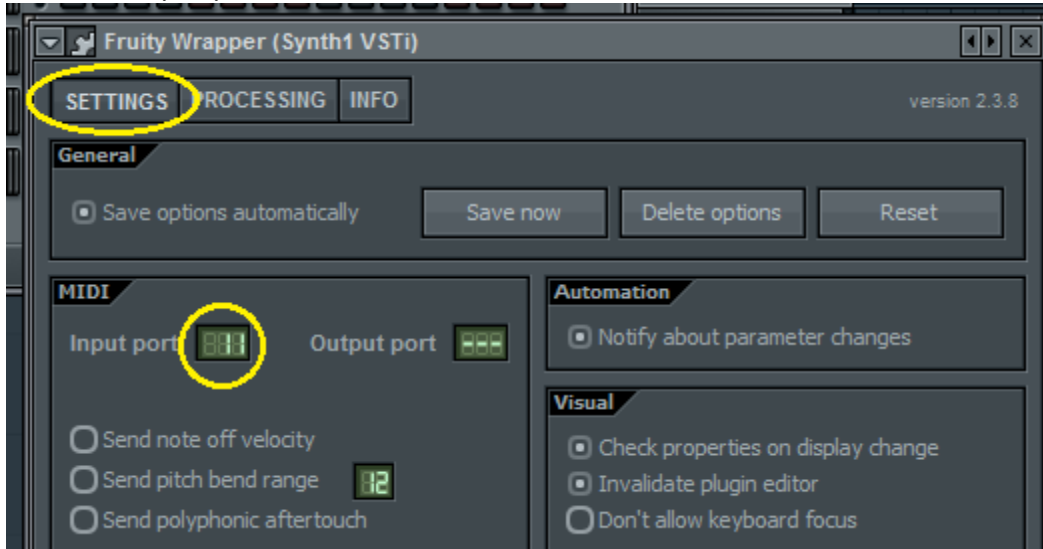 Fruity Wrapper (Synth1 VSTi)
SETTINGS PROCESSING INFO
version 2.3.8
General
Save options automatically
Save now
Delete options
Reset
MIDI
Input port 11 Output port ---
Send note off velocity
Send pitch bend range 12
Send polyphonic aftertouch
Automation
Notify about parameter changes
Visual
Check properties on display change
Invalidate plugin editor
Don't allow keyboard focus